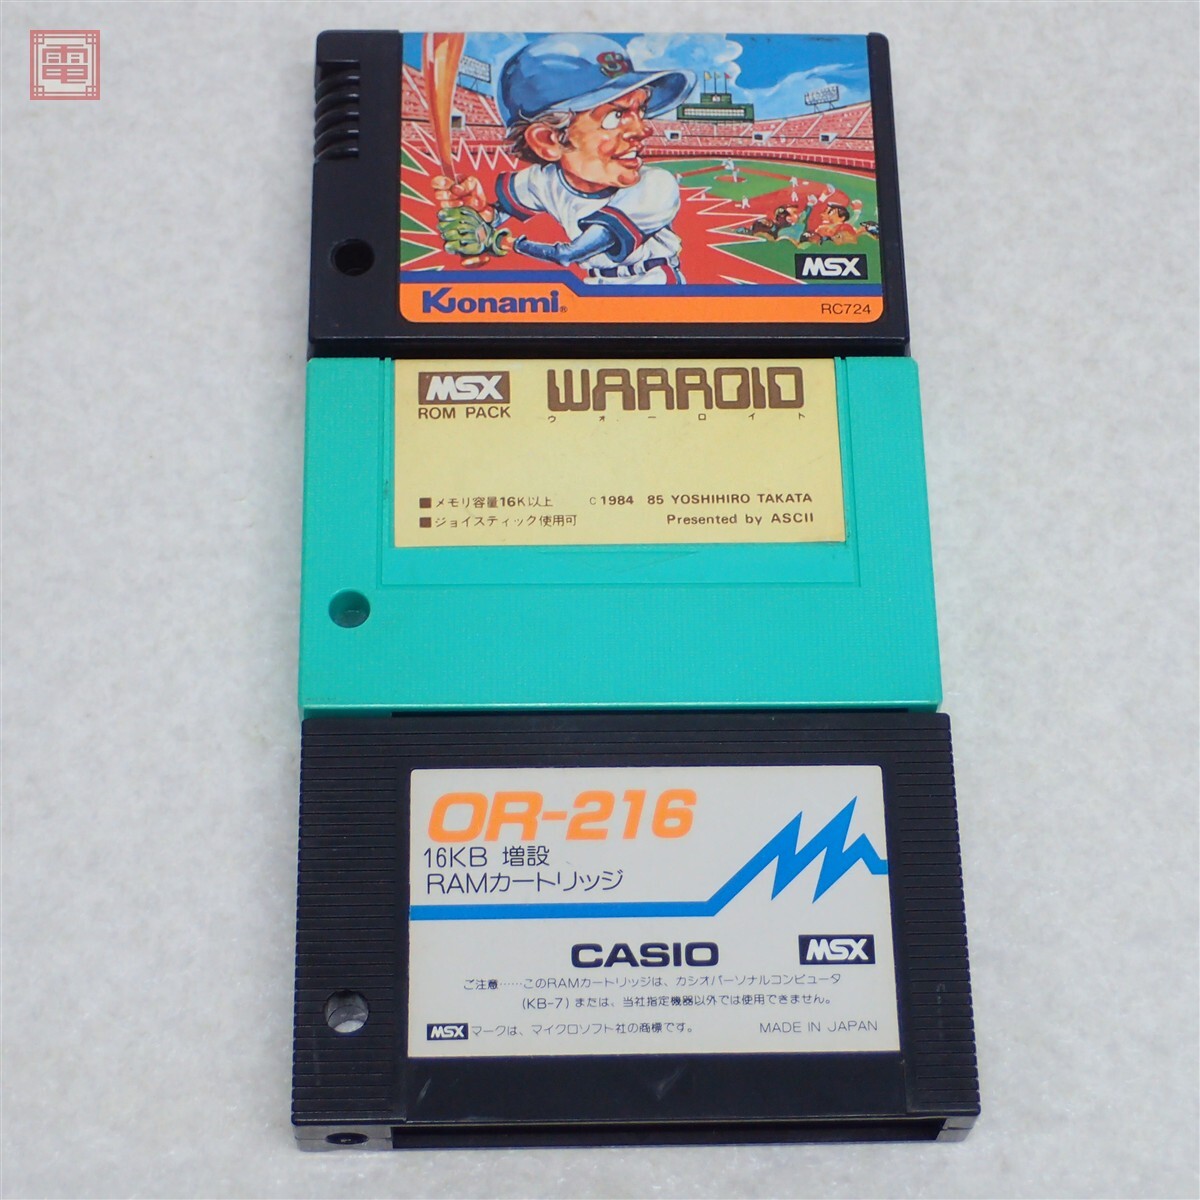 電
MSX
Konami®
RC724
MSX
ROM PACK
WARROID
ウォーロイド
■メモリ容量16K以上
© 1984 85 YOSHIHIRO TAKATA
■ジョイスティック使用可
Presented by ASCII
OR-216
16KB 増設
RAMカートリッジ
CASIO
MSX
ご注意……このRAMカートリッジは、カシオパーソナルコンピュータ
(KB-7)または、当社指定機器以外では使用できません。
MSX マークは、マイクロソフト社の商標です。
MADE IN JAPAN